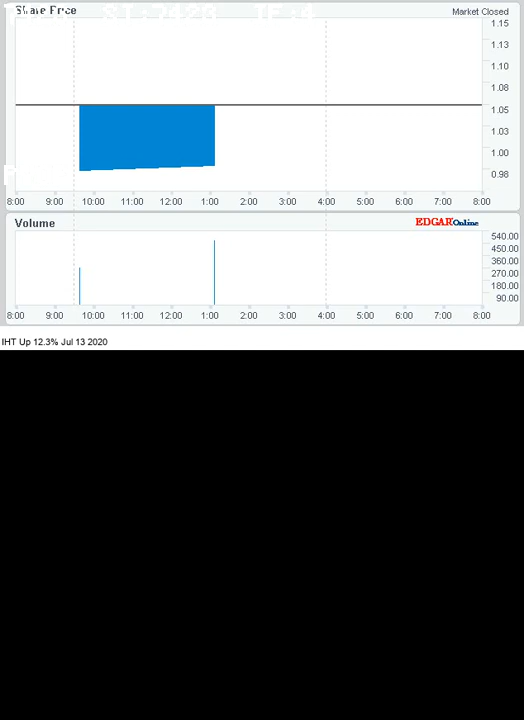 Share Price
Market Closed
1.15
1.13
1.10
1.08
1.05
1.03
1.00
0.98
8:00 9:00 10:00 11:00 12:00 1:00 2:00 3:00 4:00 5:00 6:00 7:00 8:00
Volume
EDGAR Online
540.00
450.00
360.00
270.00
180.00
90.00
8:00 9:00 10:00 11:00 12:00 1:00 2:00 3:00 4:00 5:00 6:00 7:00 8:00
IHT Up 12.3% Jul 13 2020